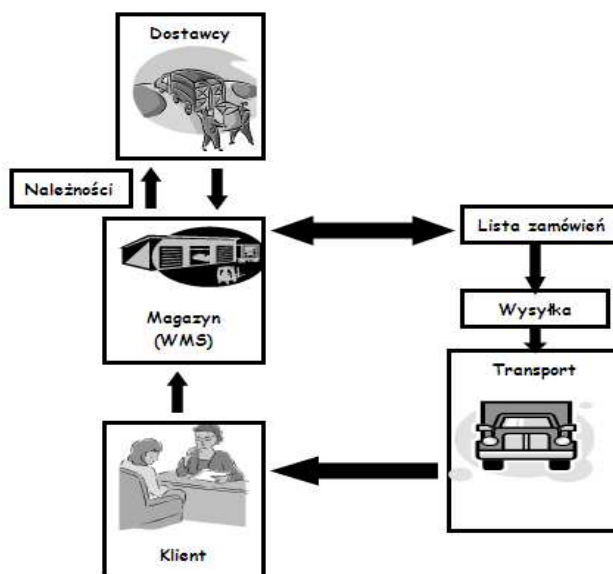 Dostawcy
Należności
Lista zamówień
Magazyn
(WMS)
Wysyłka
Transport
Klient